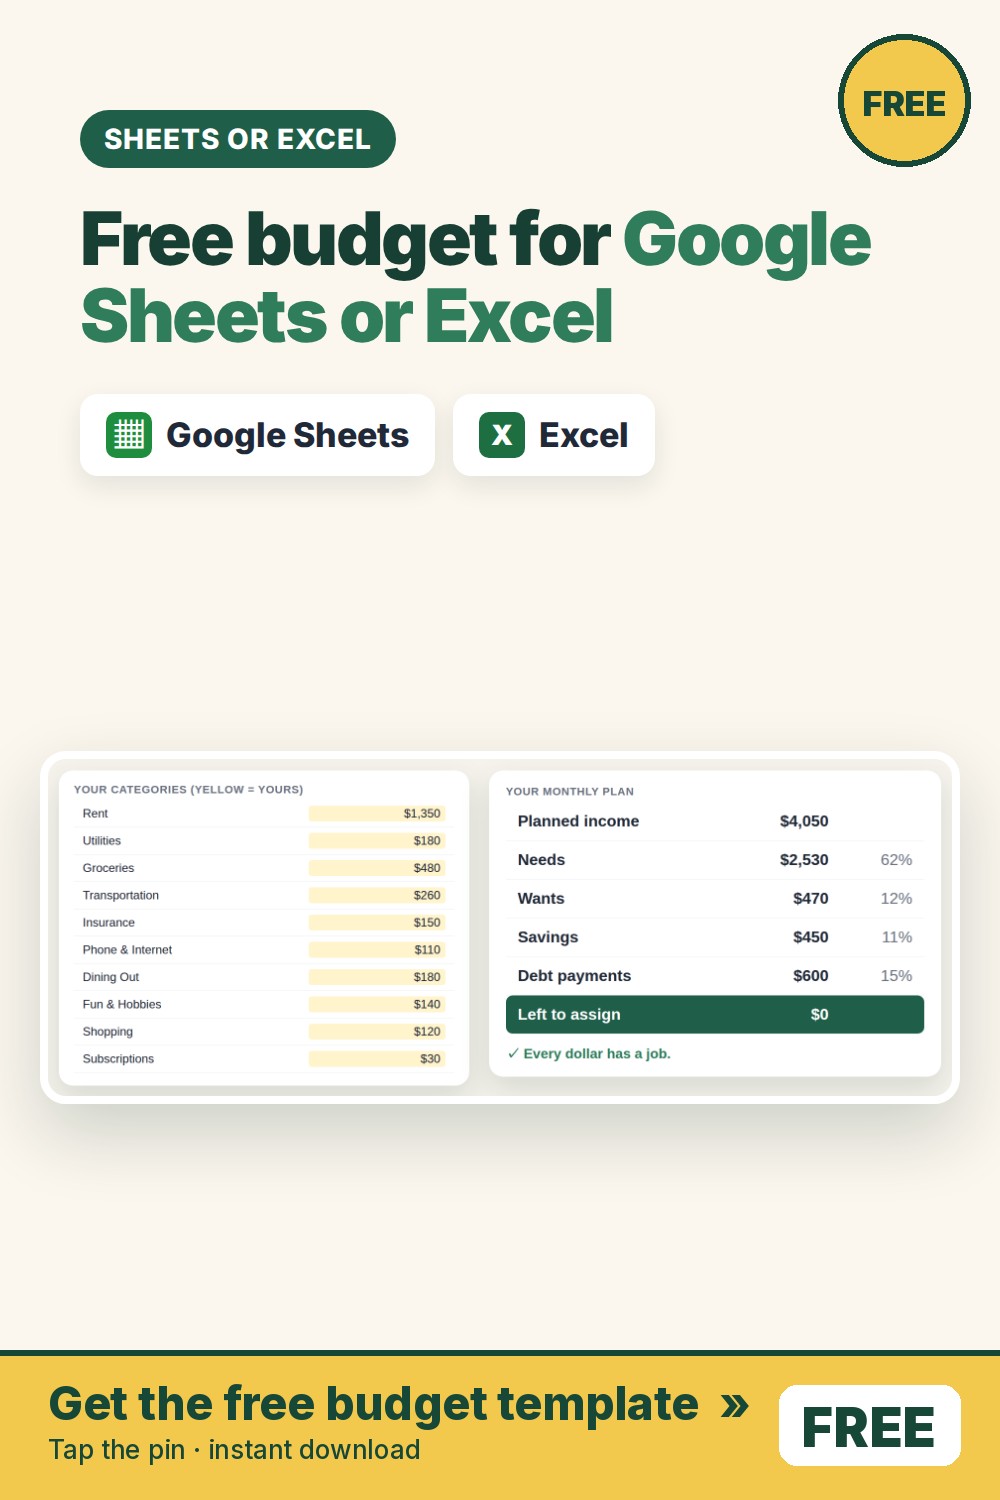 FREE
SHEETS OR EXCEL
Free budget for Google
Sheets or Excel
Google Sheets
X Excel
YOUR CATEGORIES (YELLOW = YOURS)
Rent $1,350
Utilities $180
Groceries $480
Transportation $260
Insurance $150
Phone & Internet $110
Dining Out $180
Fun & Hobbies $140
Shopping $120
Subscriptions $30
YOUR MONTHLY PLAN
Planned income $4,050
Needs $2,530 62%
Wants $470 12%
Savings $450 11%
Debt payments $600 15%
Left to assign $0
✓ Every dollar has a job.
Get the free budget template »
Tap the pin · instant download
FREE